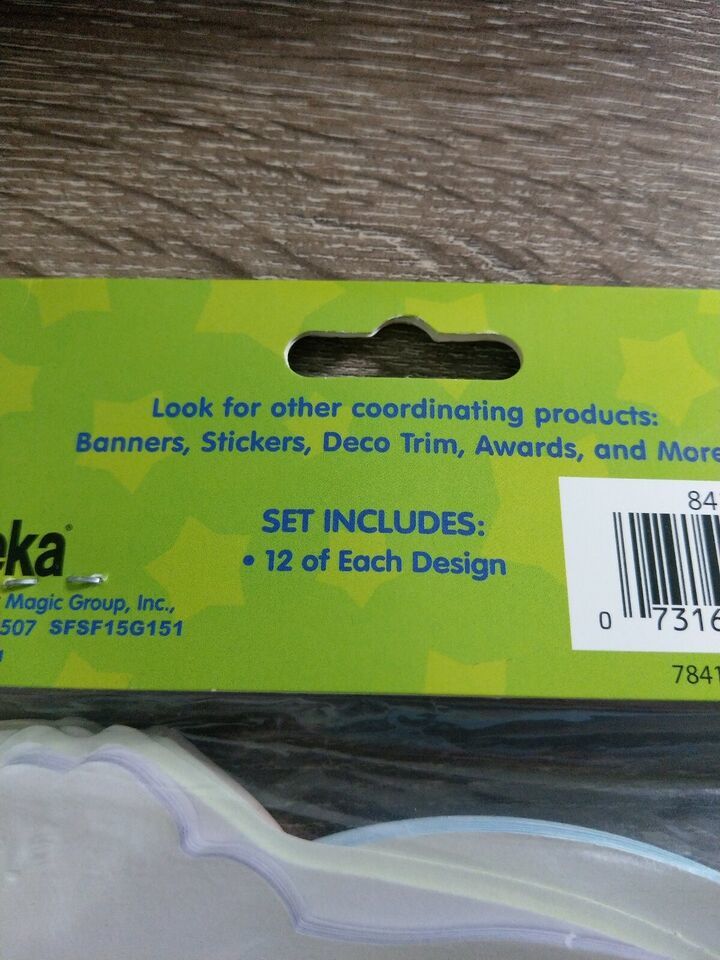 Look for other coordinating products:
Banners, Stickers, Deco Trim, Awards, and More
SET INCLUDES:
• 12 of Each Design
eka®
Magic Group, Inc.,
507 SFSF15G151
84
0 7316
7841